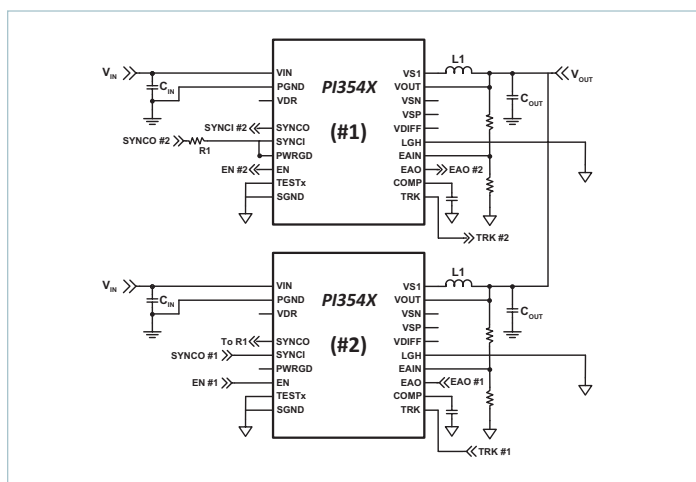 V_IN
C_IN
VIN
PGND
VDR
SYNCO
SYNCI
PWRGD
EN
TESTx
SGND
SYNCI #2
SYNCO #2
R1
EN #2
PI354X
(#1)
VS1
VOUT
VSN
VSP
VDIFF
LGH
EAIN
EAO
COMP
TRK
L1
V_OUT
C_OUT
EAO #2
TRK #2
V_IN
C_IN
VIN
PGND
VDR
SYNCO
SYNCI
PWRGD
EN
TESTx
SGND
To R1
SYNCO #1
EN #1
PI354X
(#2)
VS1
VOUT
VSN
VSP
VDIFF
LGH
EAIN
EAO
COMP
TRK
L1
C_OUT
EAO #1
TRK #1